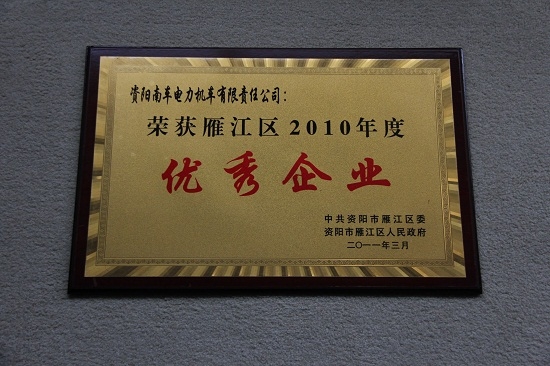 资阳南车电力机车有限责任公司：
荣获雁江区2010年度
优秀企业
中共资阳市雁江区委
资阳市雁江区人民政府
二〇一一年三月